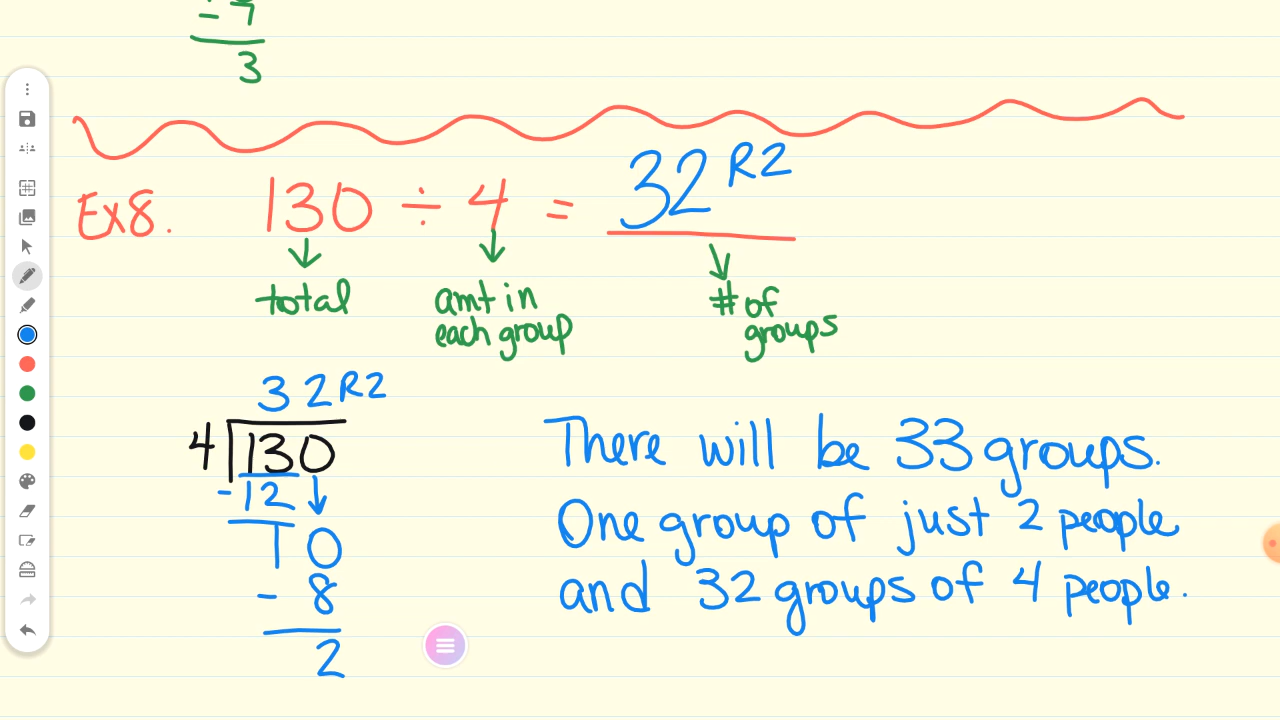 - 7
3
Ex8. 130 ÷ 4 = 32 R2
total
amt in
each group
# of
groups
32 R2
4 130
-12
10
- 8
2
There will be 33 groups.
One group of just 2 people
and 32 groups of 4 people.